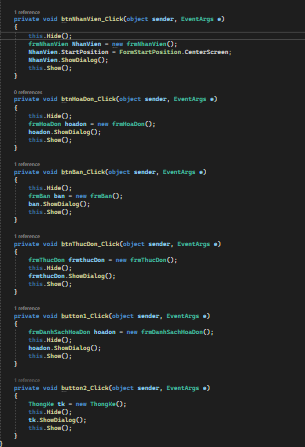 1 reference
private void btnNhanVien_Click(object sender, EventArgs e)
{
this.Hide();
frmNhanVien NhanVien = new frmNhanVien();
NhanVien.StartPosition = FormStartPosition.CenterScreen;
NhanVien.ShowDialog();
this.Show();
}
0 references
private void btnHoaDon_Click(object sender, EventArgs e)
{
this.Hide();
frmHoaDon hoadon = new frmHoaDon();
hoadon.ShowDialog();
this.Show();
}
1 reference
private void btnBan_Click(object sender, EventArgs e)
{
this.Hide();
frmBan ban = new frmBan();
ban.ShowDialog();
this.Show();
}
1 reference
private void btnThucDon_Click(object sender, EventArgs e)
{
frmThucDon frmthucDon = new frmThucDon();
this.Hide();
frmthucDon.ShowDialog();
this.Show();
}
1 reference
private void button1_Click(object sender, EventArgs e)
{
frmDanhSachHoaDon hoadon = new frmDanhSachHoaDon();
this.Hide();
hoadon.ShowDialog();
this.Show();
}
1 reference
private void button2_Click(object sender, EventArgs e)
{
ThongKe tk = new ThongKe();
this.Hide();
tk.ShowDialog();
this.Show();
}
}